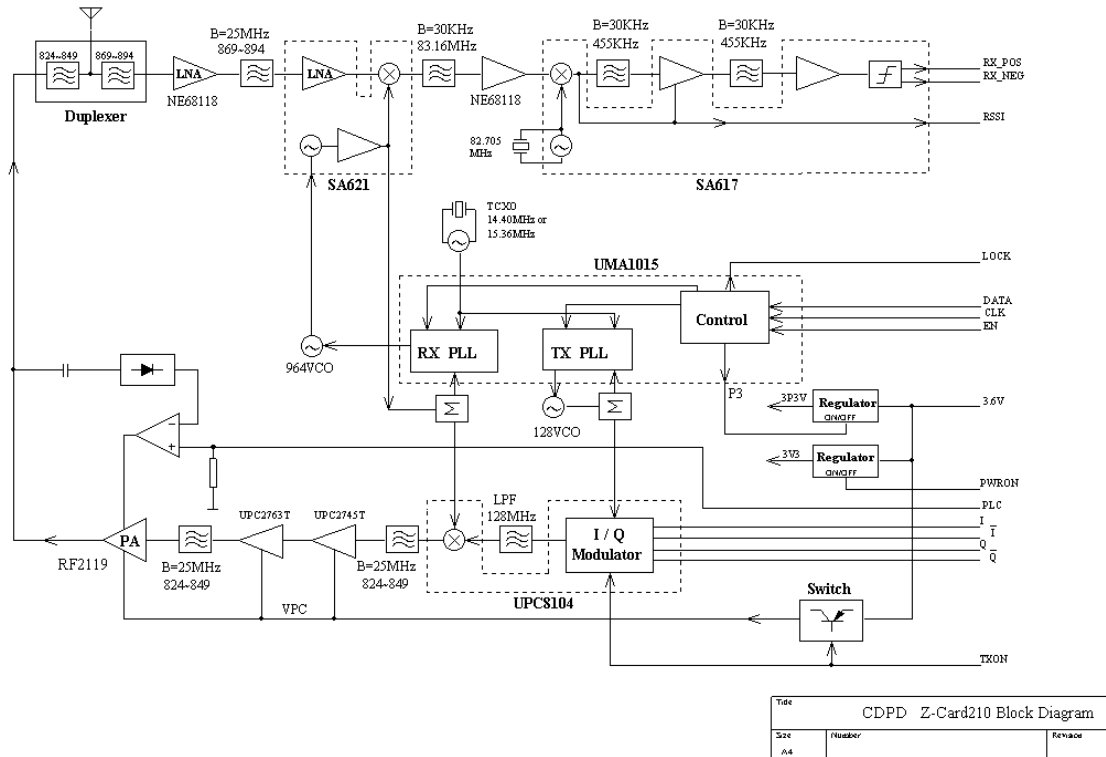 824~849
869~894
Duplexer
LNA
NE68118
B=25MHz
869~894
LNA
SA621
B=30KHz
83.16MHz
NE68118
B=30KHz
455KHz
B=30KHz
455KHz
82.705
MHz
SA617
RX_POS
RX_NEG
RSSI
TCXO
14.40MHz or
15.36MHz
UMA1015
LOCK
DATA
CLK
EN
Control
RX PLL
TX PLL
964VCO
Σ
Σ
128VCO
P3
3P3V
Regulator
ON/OFF
3.6V
3V3
Regulator
ON/OFF
PWRON
PLC
−
+
UPC2763T
UPC2745T
LPF
128MHz
I / Q
Modulator
I
I
Q
Q
PA
RF2119
B=25MHz
824~849
B=25MHz
824~849
UPC8104
VPC
Switch
TXON
Title
CDPD Z-Card210 Block Diagram
Size
Number
Revision
A4